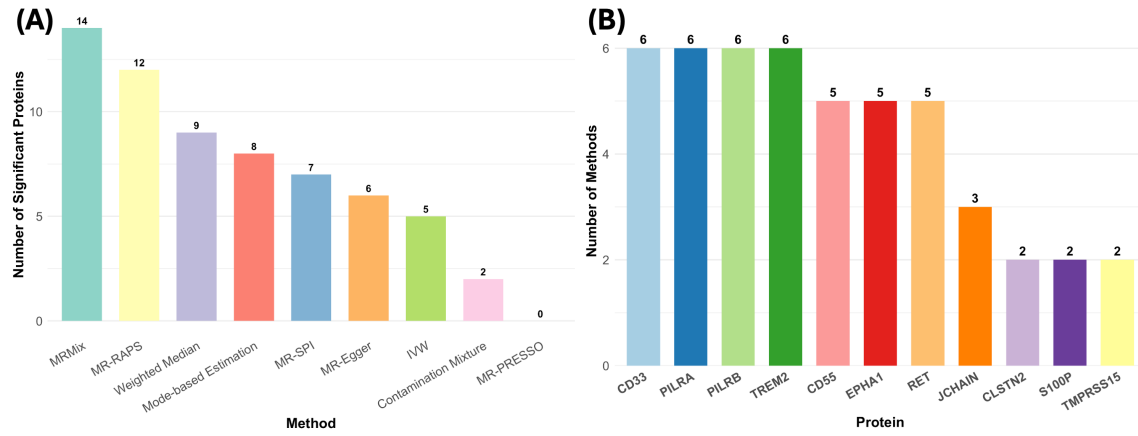 (A)
14
12
9
8
7
6
5
2
0
Number of Significant Proteins
10
5
0
MRMix
MR-RAPS
Weighted Median
Mode-based Estimation
MR-SPI
MR-Egger
IVW
Contamination Mixture
MR-PRESSO
Method
(B)
6
6
6
6
5
5
5
3
2
2
2
Number of Methods
6
4
2
0
CD33
PILRA
PILRB
TREM2
CD55
EPHA1
RET
JCHAIN
CLSTN2
S100P
TMPRSS15
Protein